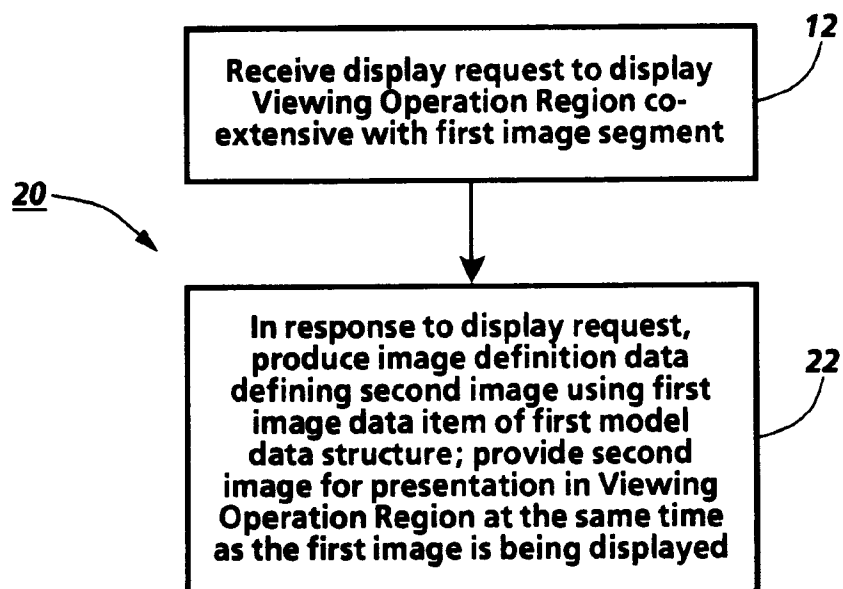 12
Receive display request to display
Viewing Operation Region co-
extensive with first image segment
20
In response to display request,
produce image definition data
defining second image using first
image data item of first model
data structure; provide second
image for presentation in Viewing
Operation Region at the same time
as the first image is being displayed
22